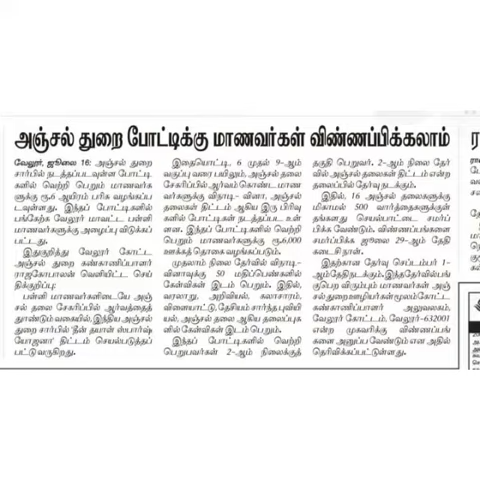 அஞ்சல் துறை போட்டிக்கு மாணவர்கள் விண்ணப்பிக்கலாம்
வேலூர், ஜூலை 16: அஞ்சல் துறை
சார்பில் நடத்தப்படவுள்ள போட்டி
களில் வெற்றி பெறும் மாணவர்க
ளுக்கு ரூ.6 ஆயிரம் பரிசு வழங்கப்ப
டவுள்ளது. இந்தப் போட்டிகளில்
பங்கேற்க வேலூர் மாவட்ட பள்ளி
மாணவர்களுக்கு அழைப்பு விடுக்கப்
பட்டது.
இதுகுறித்து வேலூர் கோட்ட
அஞ்சல் துறை கண்காணிப்பாளர்
ராஜகோபாலன் வெளியிட்ட செய்
திக்குறிப்பு:
பள்ளி மாணவர்களிடையே அஞ்
சல் தலை சேகரிப்பில் ஆர்வத்தைத்
தூண்டும் வகையில், இந்திய அஞ்சல்
துறை சார்பில் 'தீன் தயாள் ஸ்பார்ஷ்
யோஜனா' திட்டம் செயல்படுத்தப்
பட்டு வருகிறது.
இதையொட்டி, 6 முதல் 9-ஆம்
வகுப்பு வரை பயிலும், அஞ்சல் தலை
சேகரிப்பில் ஆர்வம் கொண்ட மாண
வர்களுக்கு வினாடி- வினா, அஞ்சல்
தலைகள் திட்டம் ஆகிய இரு பிரிவு
களில் போட்டிகள் நடத்தப்பட உள்
ளன. இந்தப் போட்டிகளில் வெற்றி
பெறும் மாணவர்களுக்கு ரூ.6,000
ஊக்கத் தொகை வழங்கப்படும்.
முதலாம் நிலை தேர்வில் வினாடி-
வினாவுக்கு 50 மதிப்பெண்களில்
கேள்விகள் இடம் பெறும். இதில்,
வரலாறு, அறிவியல், கலாசாரம்,
விளையாட்டு, தேசியம் சார்ந்த புவியி
யல், அஞ்சல் தலை ஆகிய தலைப்புக
ளில் கேள்விகள் இடம் பெறும்.
இந்தப் போட்டிகளில் வெற்றி
பெறுபவர்கள் 2-ஆம் நிலைக்குத்
தகுதி பெறுவர். 2-ஆம் நிலை தேர்
வில் அஞ்சல் தலைகள் திட்டம் என்ற
தலைப்பில் தேர்வு நடக்கும்.
இதில், 16 அஞ்சல் தலைகளுக்கு
மிகாமல் 500 வார்த்தைகளுக்குள்
தங்களது செயல்பாட்டை சமர்ப்
பிக்க வேண்டும். விண்ணப்பங்களை
சமர்ப்பிக்க ஜூலை 29-ஆம் தேதி
கடைசி நாள்.
இதற்கான தேர்வு செப்டம்பர் 1-
ஆம் தேதி நடக்கும். இந்த தேர்வில் பங்
குபெற விரும்பும் மாணவர்கள் அஞ்
சல் துறை ஊழியர்கள் மூலம் கோட்ட
கண்காணிப்பாளர் அலுவலகம்,
வேலூர் கோட்டம், வேலூர்-632001
என்ற முகவரிக்கு விண்ணப்பங்
களை அனுப்ப வேண்டும் என அதில்
தெரிவிக்கப்பட்டுள்ளது.